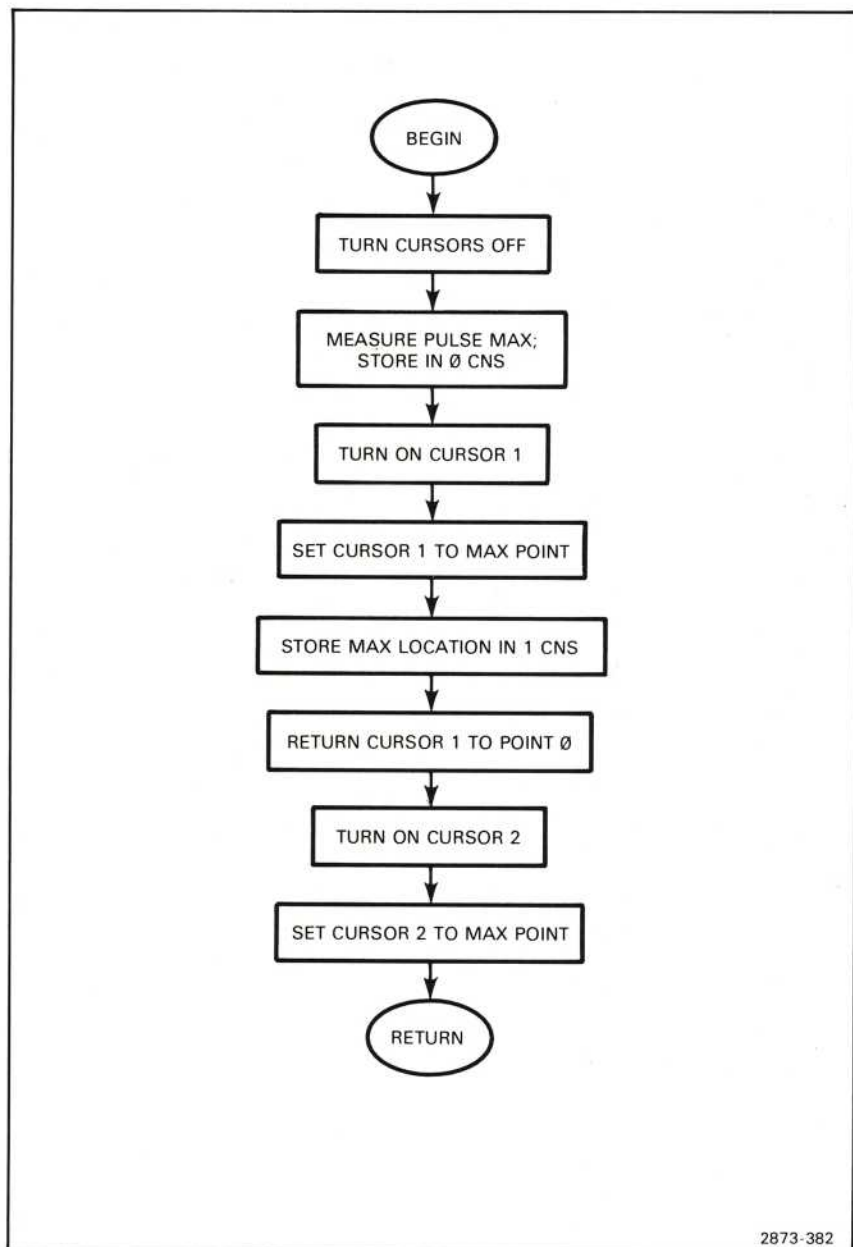 BEGIN
TURN CURSORS OFF
MEASURE PULSE MAX;
STORE IN Ø CNS
TURN ON CURSOR 1
SET CURSOR 1 TO MAX POINT
STORE MAX LOCATION IN 1 CNS
RETURN CURSOR 1 TO POINT Ø
TURN ON CURSOR 2
SET CURSOR 2 TO MAX POINT
RETURN
2873-382